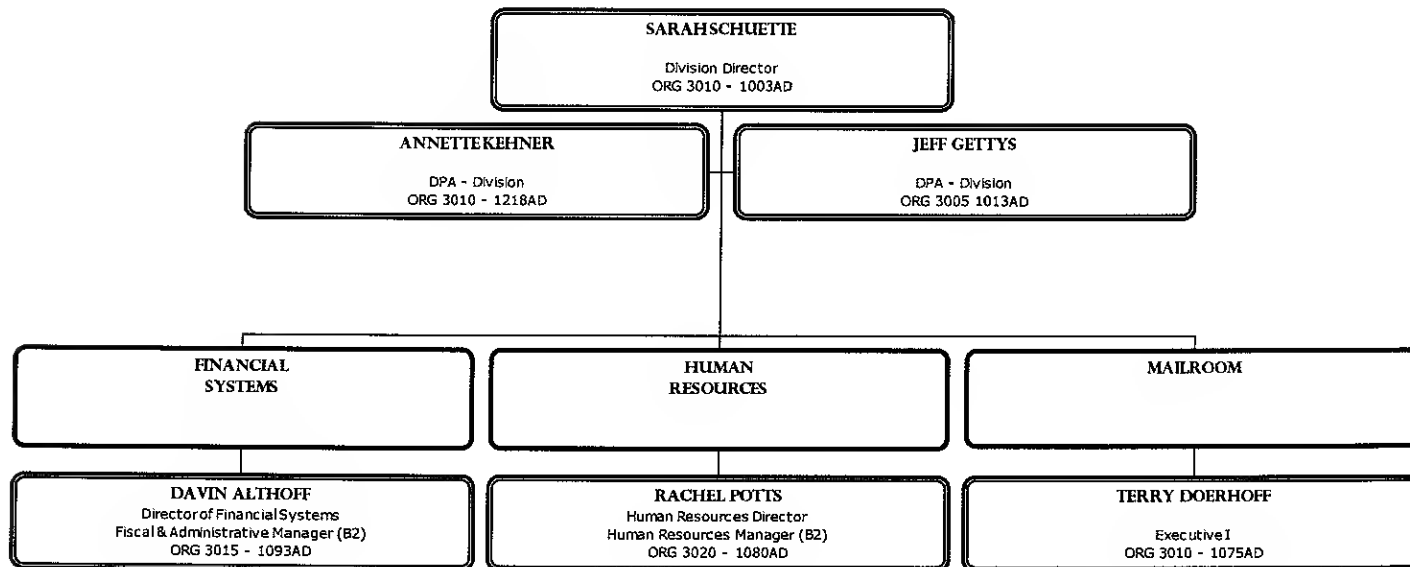 SARAH SCHUETTE
Division Director
ORG 3010 - 1003AD
ANNETTE KEHNER
DPA - Division
ORG 3010 - 1218AD
JEFF GETTYS
DPA - Division
ORG 3005 1013AD
FINANCIAL
SYSTEMS
HUMAN
RESOURCES
MAILROOM
DAVIN ALTHOFF
Director of Financial Systems
Fiscal & Administrative Manager (B2)
ORG 3015 - 1093AD
RACHEL POTTS
Human Resources Director
Human Resources Manager (B2)
ORG 3020 - 1080AD
TERRY DOERHOFF
Executive I
ORG 3010 - 1075AD